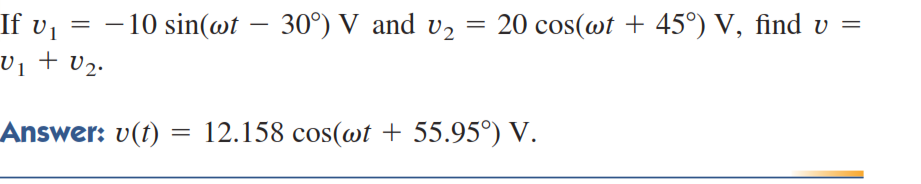 If v₁ = −10 sin(ωt − 30°) V and v₂ = 20 cos(ωt + 45°) V, find v =
v₁ + v₂.
Answer: v(t) = 12.158 cos(ωt + 55.95°) V.